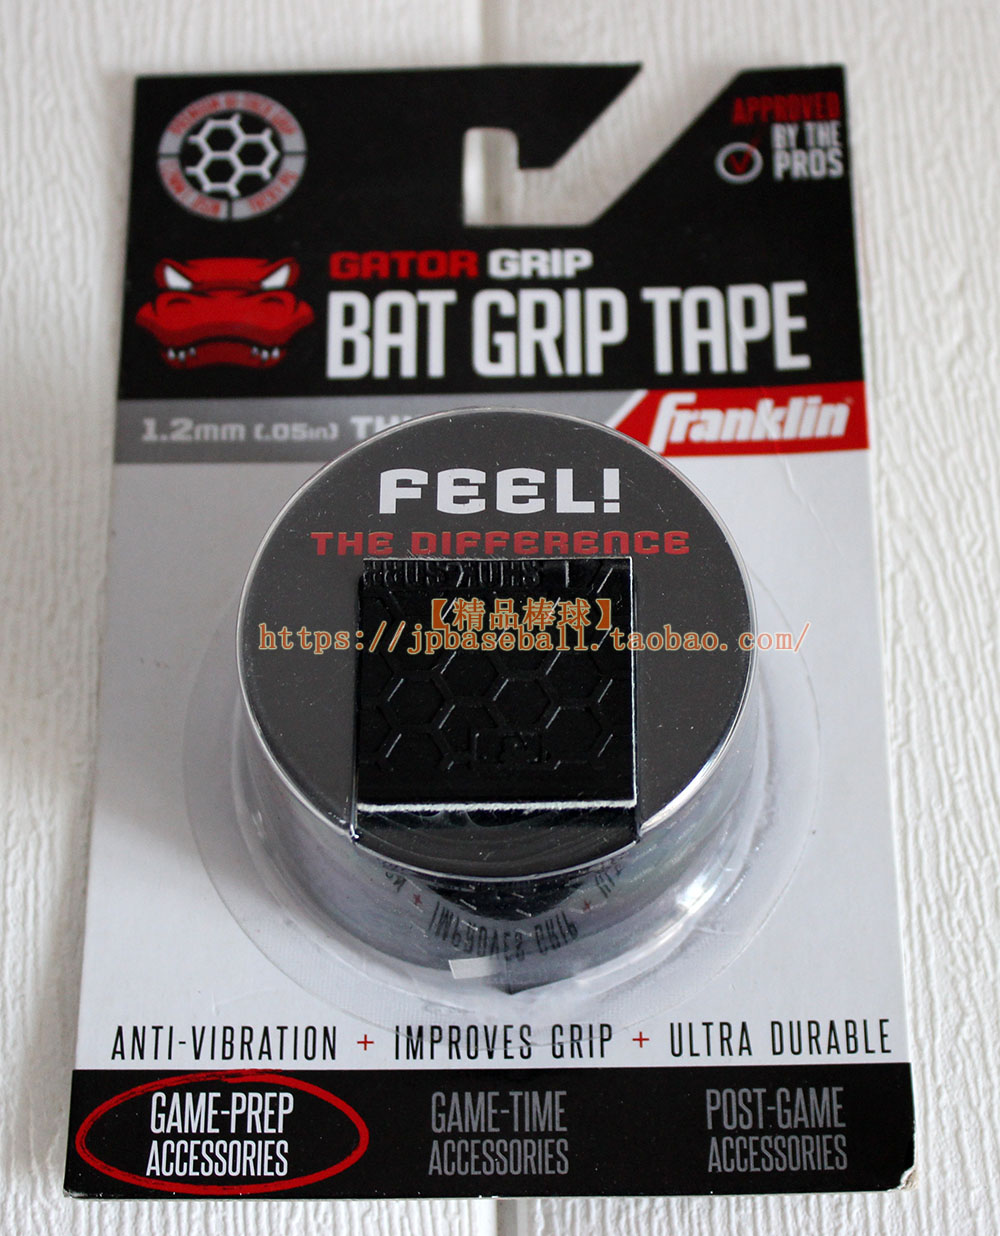 APPROVED
BY THE
PROS
GATOR GRIP
BAT GRIP TAPE
1.2mm (.05in)
franklin
FEEL!
THE DIFFERENCE
【精品棒球】
https://jpbaseball.taobao.com/
IMPROVES GRIP
ANTI-VIBRATION + IMPROVES GRIP + ULTRA DURABLE
GAME-PREP
ACCESSORIES
GAME-TIME
ACCESSORIES
POST-GAME
ACCESSORIES